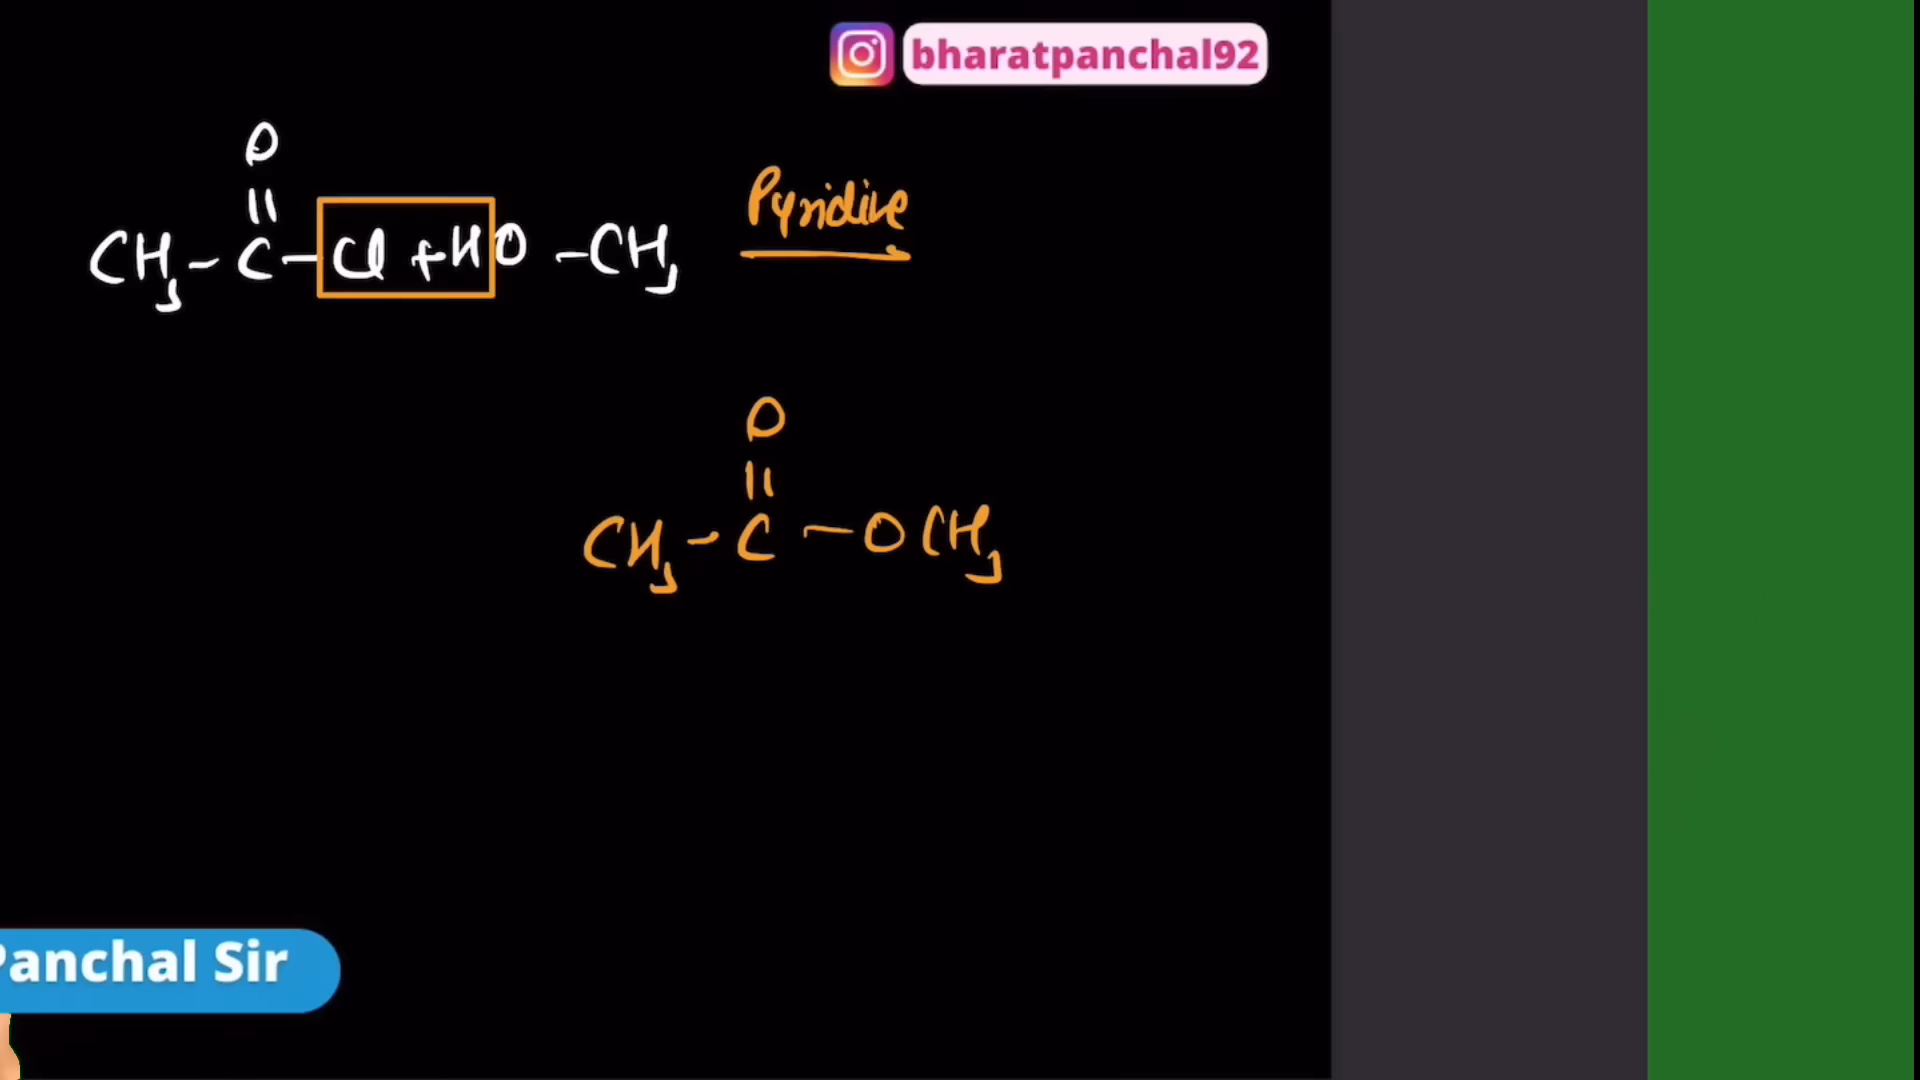 bharatpanchal92
O
||
CH3 - C - Cl + HO - CH3 Pyridine
O
||
CH3 - C - OCH3
Panchal Sir